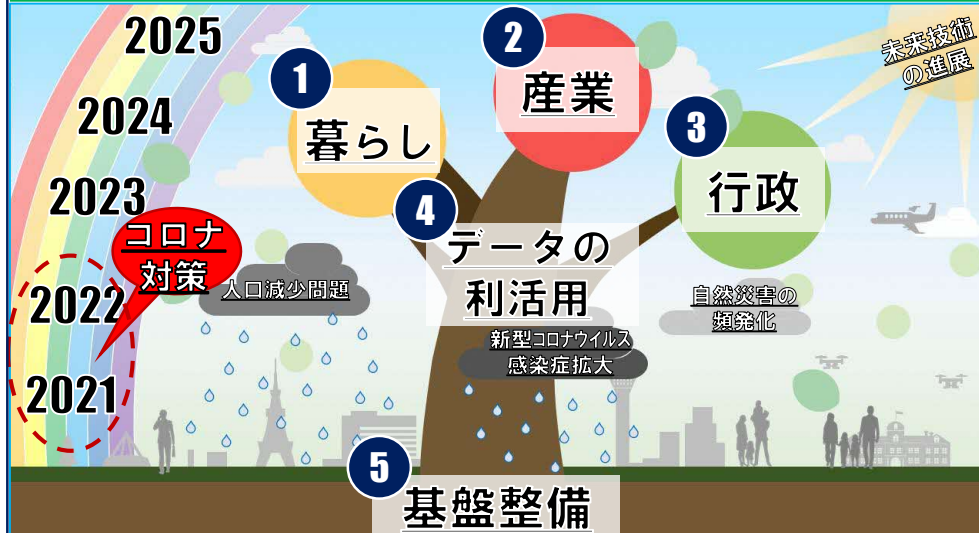 2025
2024
2023
2022
2021
コロナ
対策
1
暮らし
2
産業
3
行政
4
データの
利活用
5
基盤整備
未来技術
の進展
人口減少問題
新型コロナウイルス
感染症拡大
自然災害の
頻発化